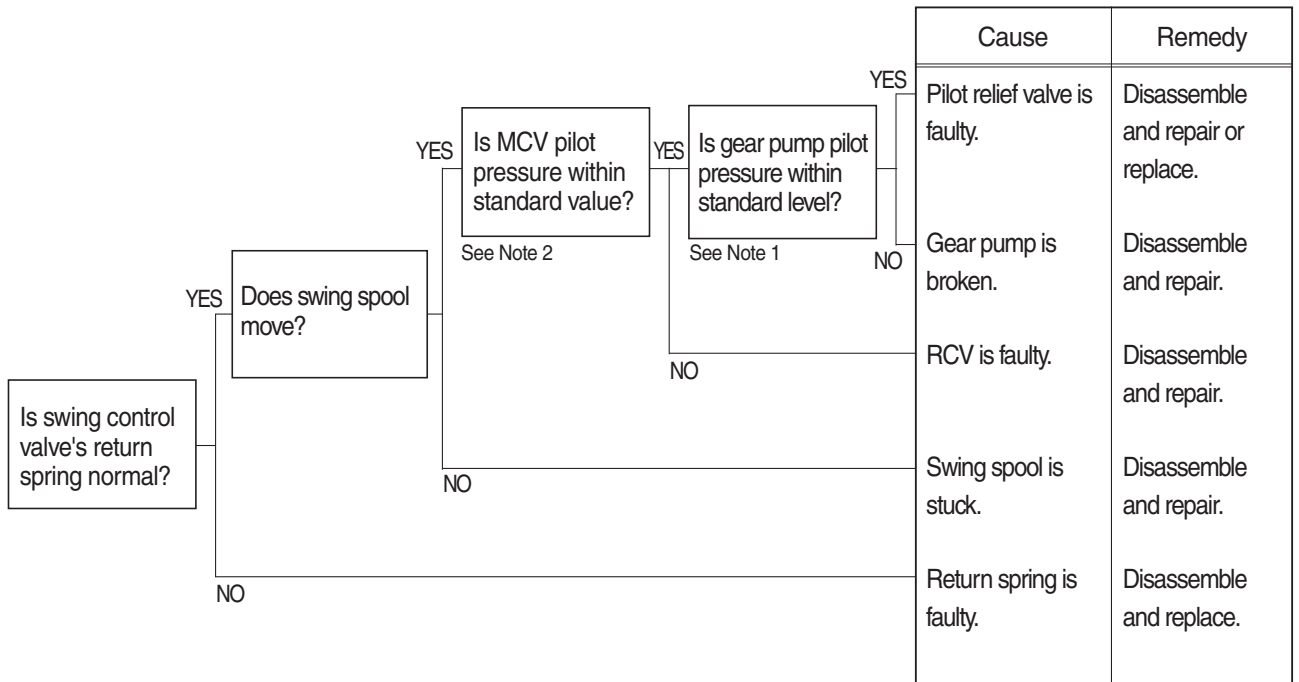 Cause
Remedy
YES
Pilot relief valve is
faulty.
Disassemble
and repair or
replace.
YES
Is MCV pilot
pressure within
standard value?
See Note 2
YES
Is gear pump pilot
pressure within
standard level?
See Note 1
NO
Gear pump is
broken.
Disassemble
and repair.
YES
Does swing spool
move?
NO
RCV is faulty.
Disassemble
and repair.
Is swing control
valve's return
spring normal?
NO
Swing spool is
stuck.
Disassemble
and repair.
NO
Return spring is
faulty.
Disassemble
and replace.